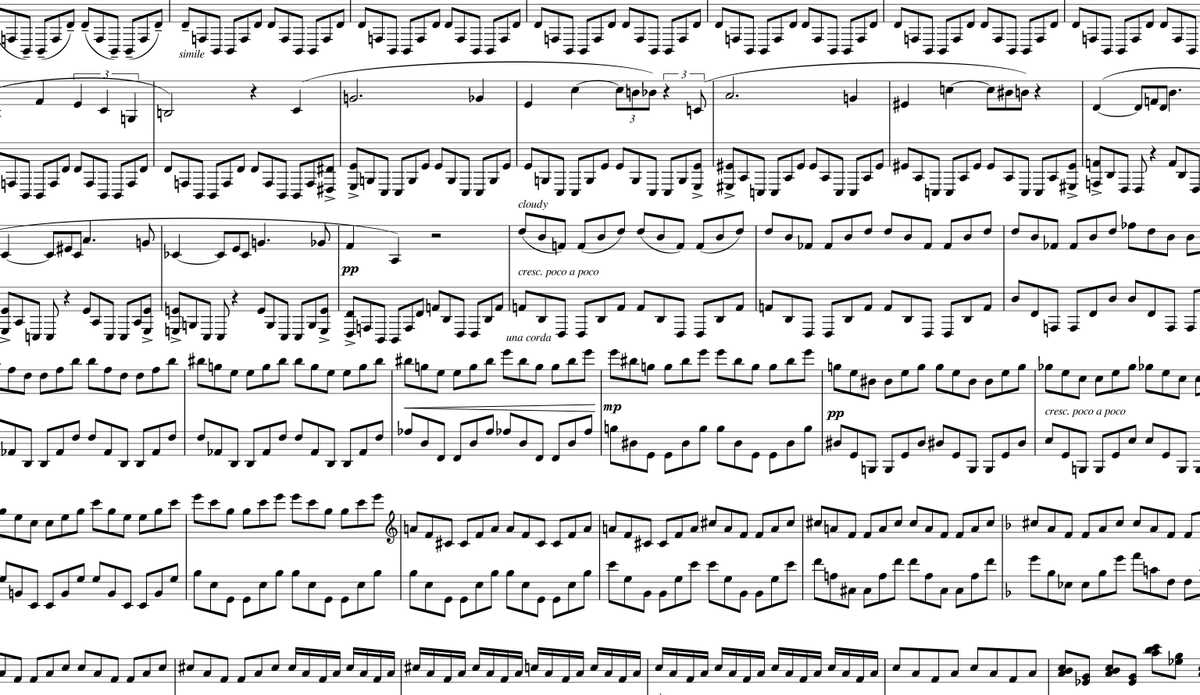 simile
3
3
3
cloudy
pp
cresc. poco a poco
una corda
mp
pp
cresc. poco a poco